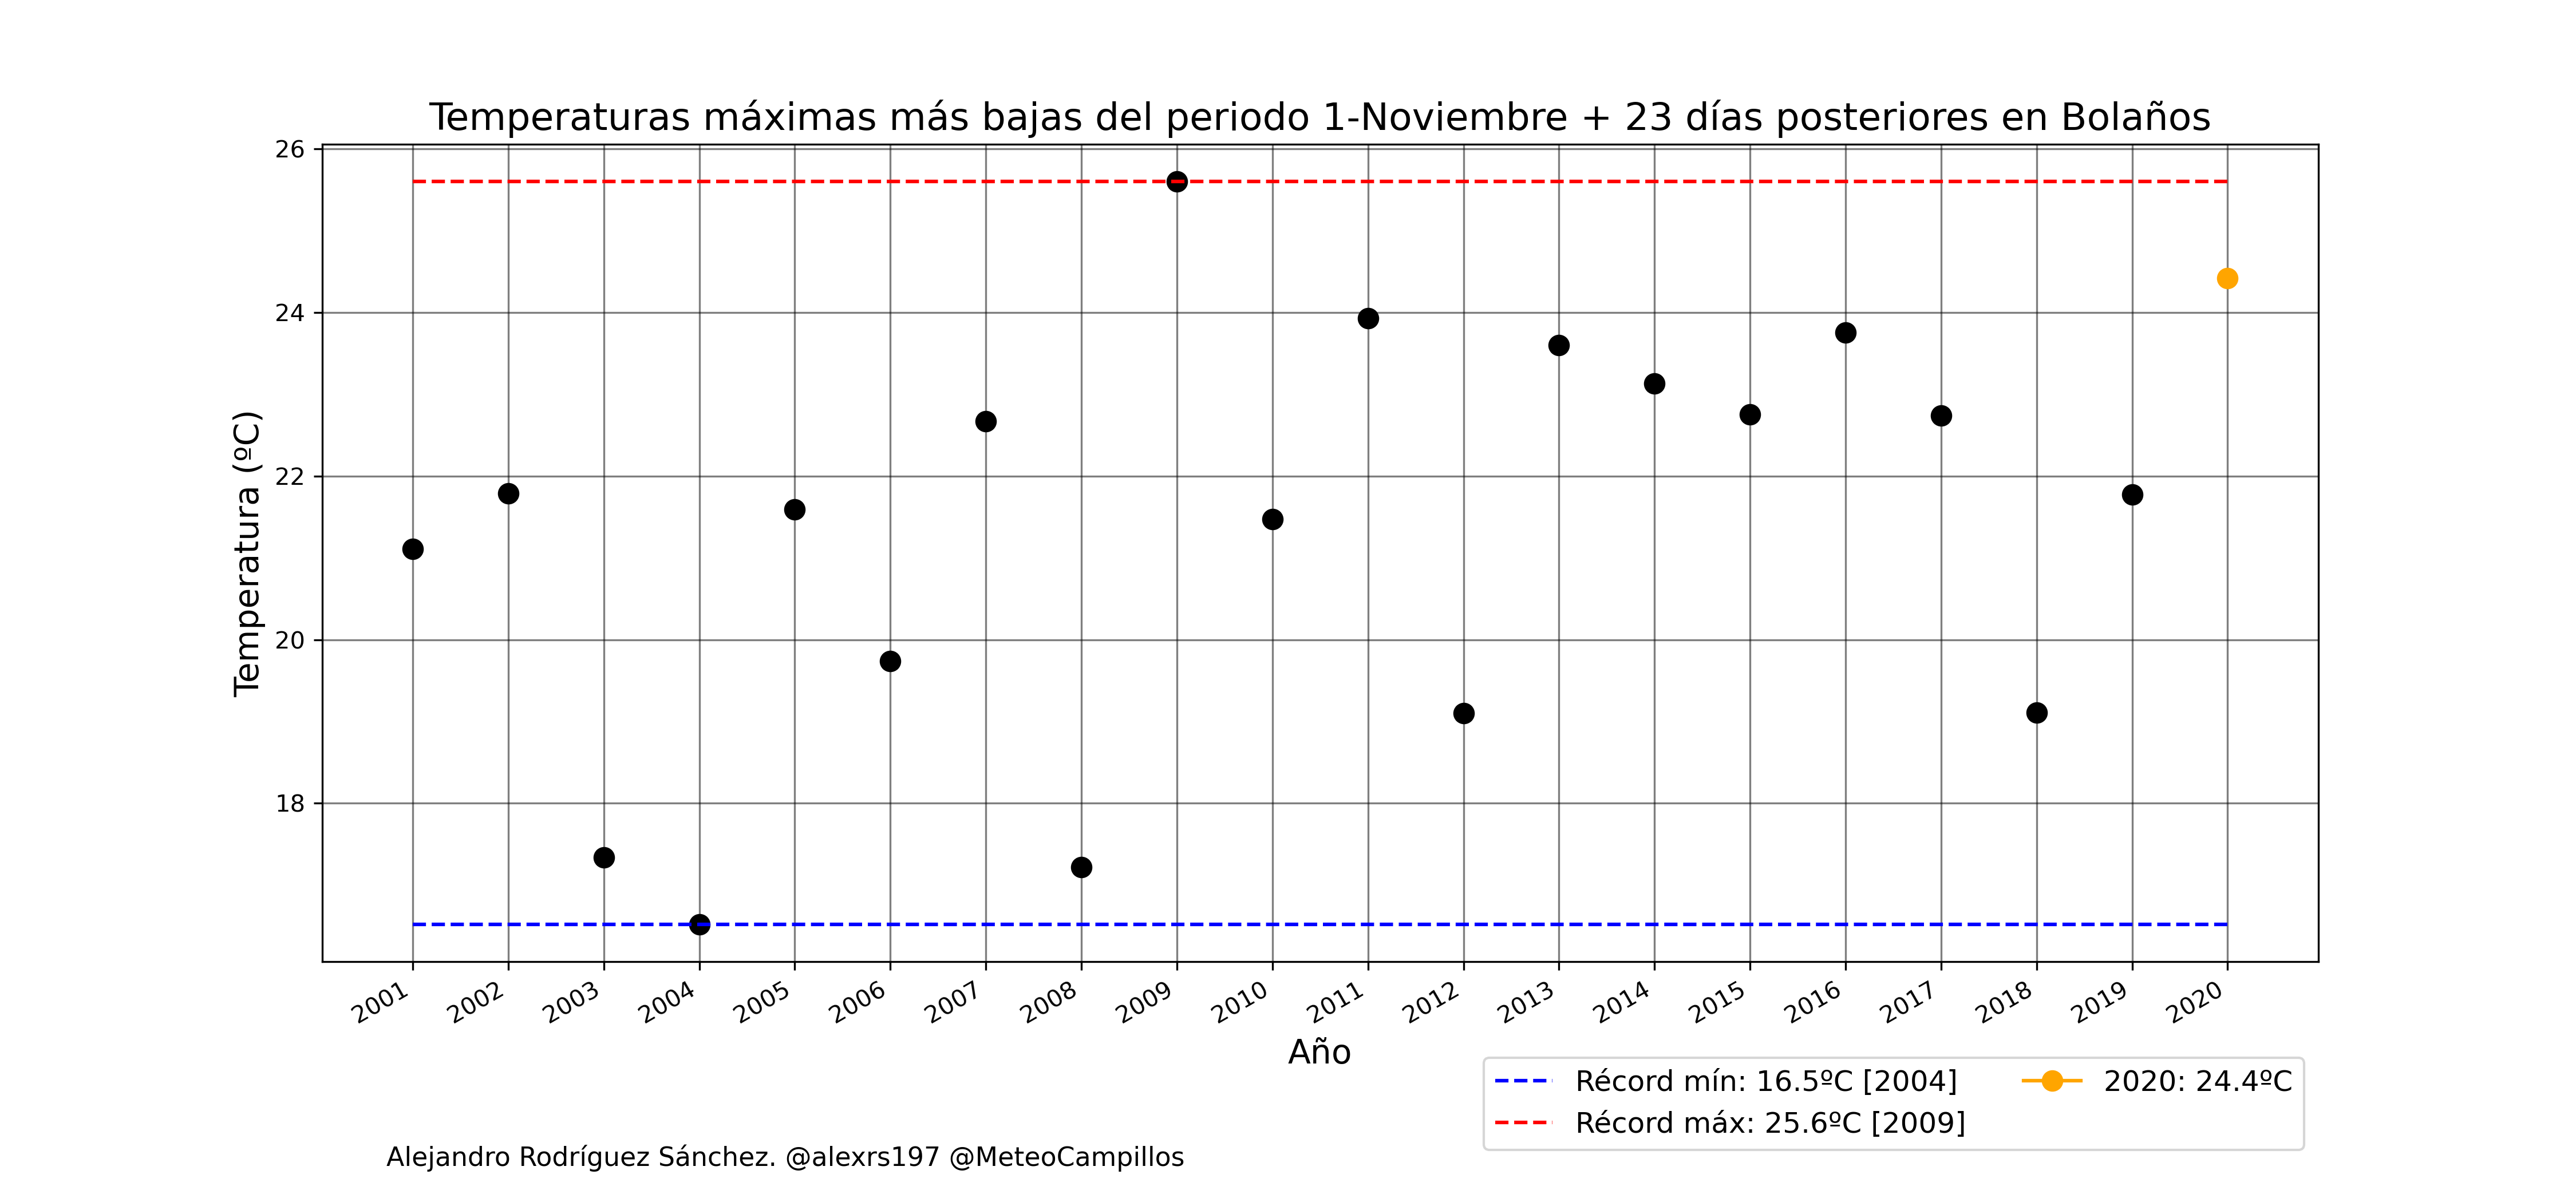 Temperaturas máximas más bajas del periodo 1-Noviembre + 23 días posteriores en Bolaños
26
24
22
20
18
Temperatura (ºC)
2001 2002 2003 2004 2005 2006 2007 2008 2009 2010 2011 2012 2013 2014 2015 2016 2017 2018 2019 2020
Año
Récord mín: 16.5ºC [2004]
Récord máx: 25.6ºC [2009]
2020: 24.4ºC
Alejandro Rodríguez Sánchez. @alexrs197 @MeteoCampillos